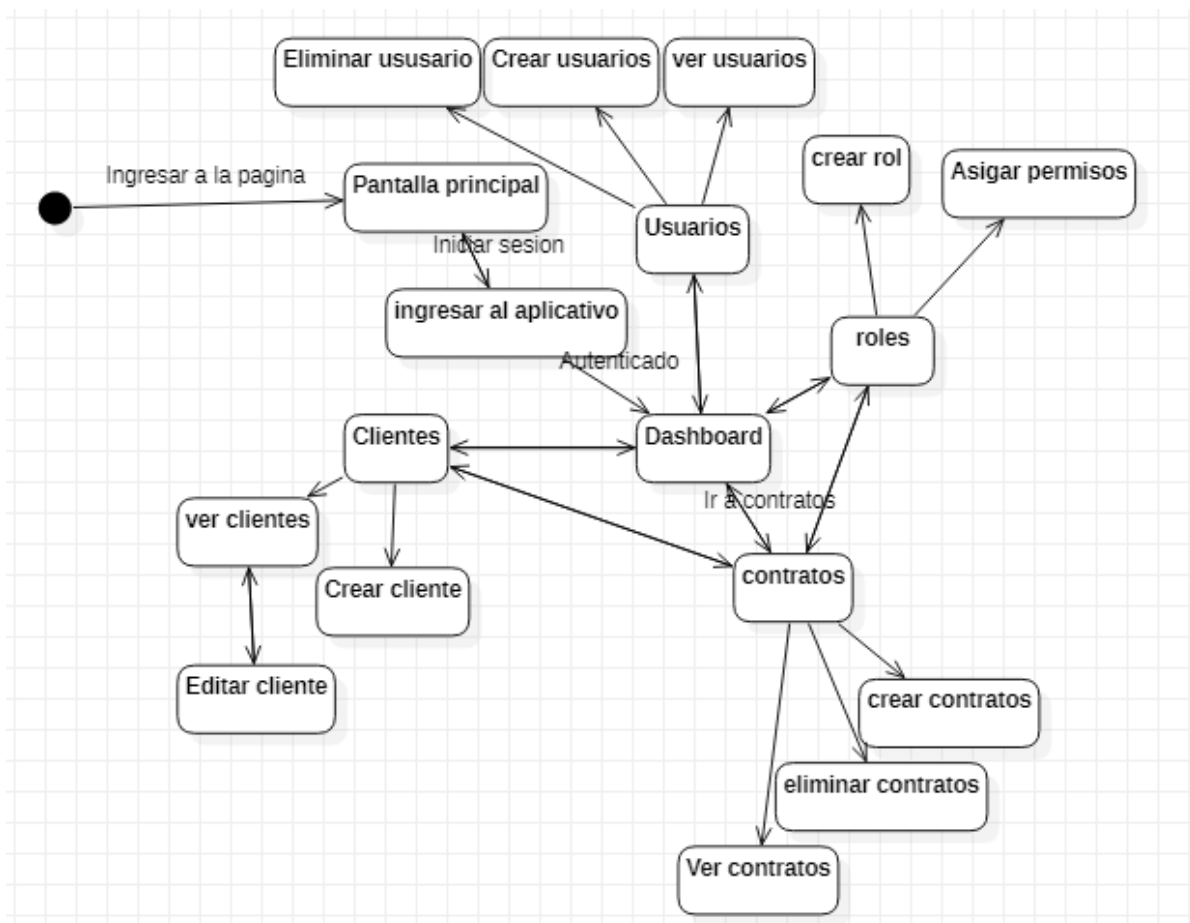 Eliminar ususario
Crear usuarios
ver usuarios
crear rol
Asigar permisos
Ingresar a la pagina
Pantalla principal
Usuarios
Iniciar sesion
ingresar al aplicativo
roles
Autenticado
Clientes
Dashboard
Ir a contratos
ver clientes
contratos
Crear cliente
Editar cliente
crear contratos
eliminar contratos
Ver contratos